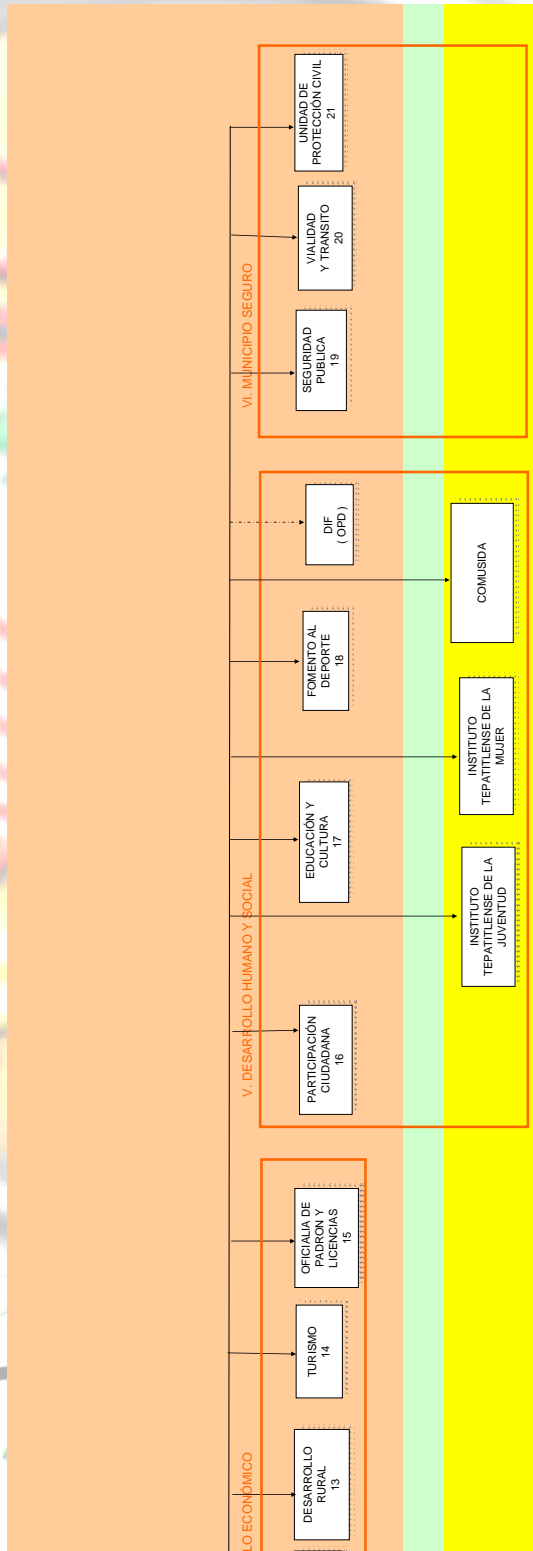 LO ECONÓMICO
DESARROLLO
RURAL
13
TURISMO
14
OFICIALIA DE
PADRON Y
LICENCIAS
15
V. DESARROLLO HUMANO Y SOCIAL
PARTICIPACIÓN
CIUDADANA
16
EDUCACIÓN Y
CULTURA
17
FOMENTO AL
DEPORTE
18
DIF
( OPD )
INSTITUTO
TEPATITLENSE DE LA
JUVENTUD
INSTITUTO
TEPATITLENSE DE LA
MUJER
COMUSIDA
VI. MUNICIPIO SEGURO
SEGURIDAD
PUBLICA
19
VIALIDAD
Y TRANSITO
20
UNIDAD DE
PROTECCIÓN CIVIL
21